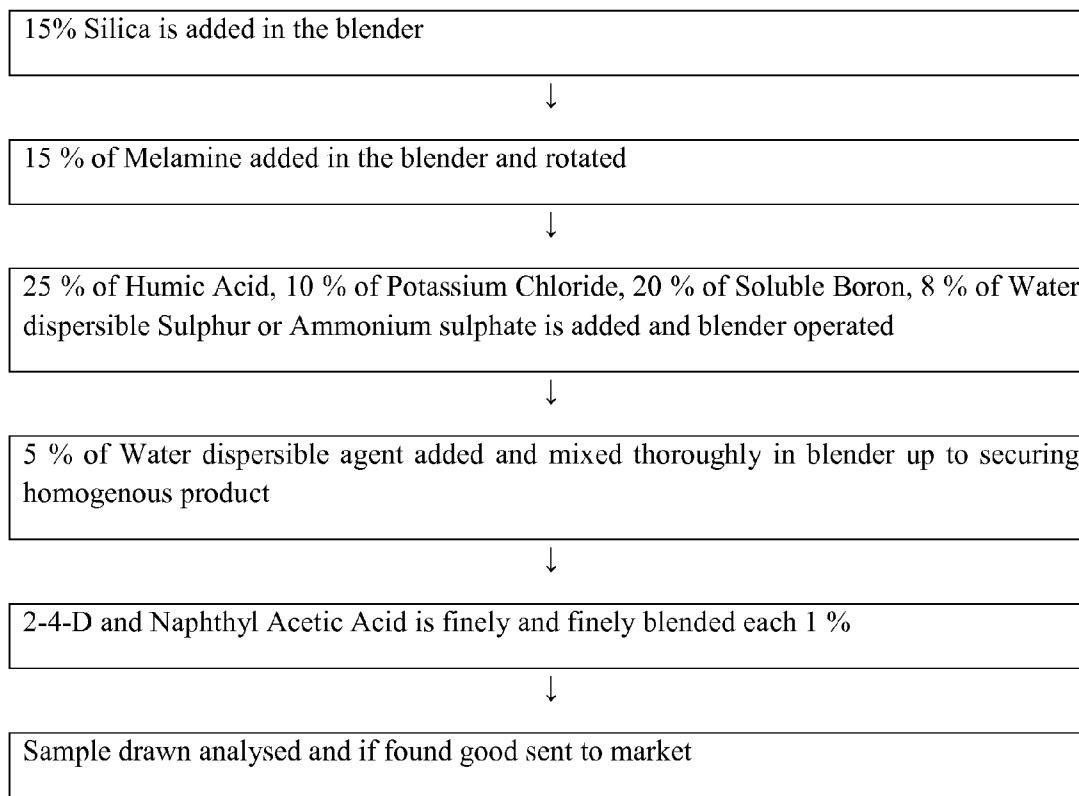 15% Silica is added in the blender
↓
15 % of Melamine added in the blender and rotated
↓
25 % of Humic Acid, 10 % of Potassium Chloride, 20 % of Soluble Boron, 8 % of Water
dispersible Sulphur or Ammonium sulphate is added and blender operated
↓
5 % of Water dispersible agent added and mixed thoroughly in blender up to securing
homogenous product
↓
2-4-D and Naphthyl Acetic Acid is finely and finely blended each 1 %
↓
Sample drawn analysed and if found good sent to market